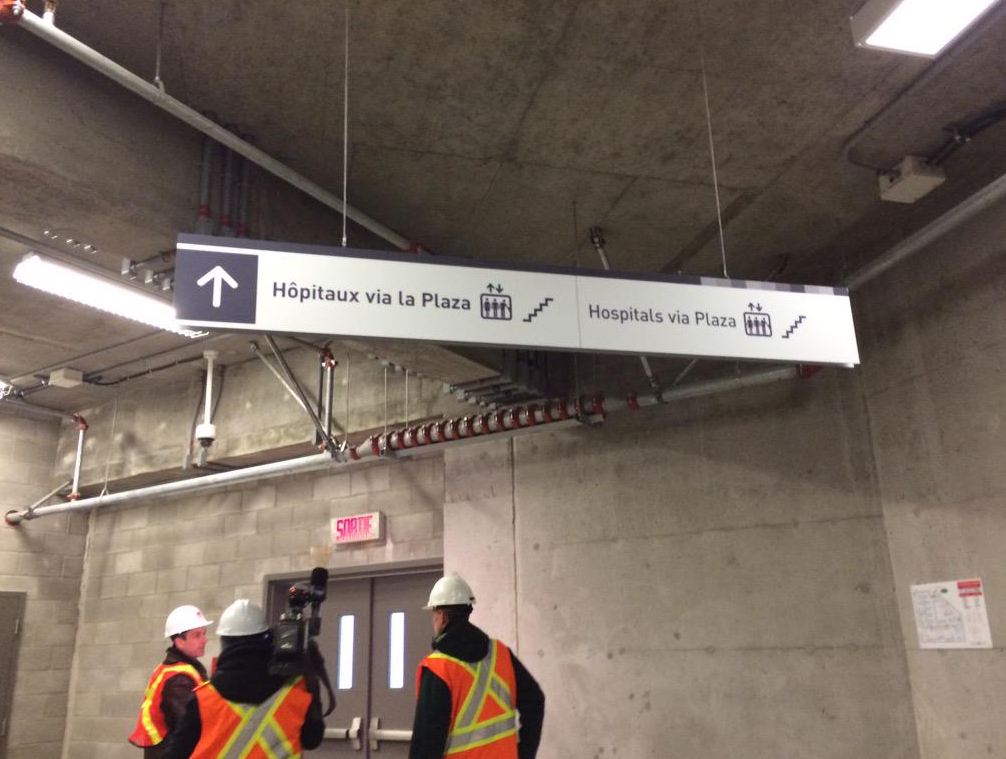 Hôpitaux via la Plaza
Hospitals via Plaza
SORTIE